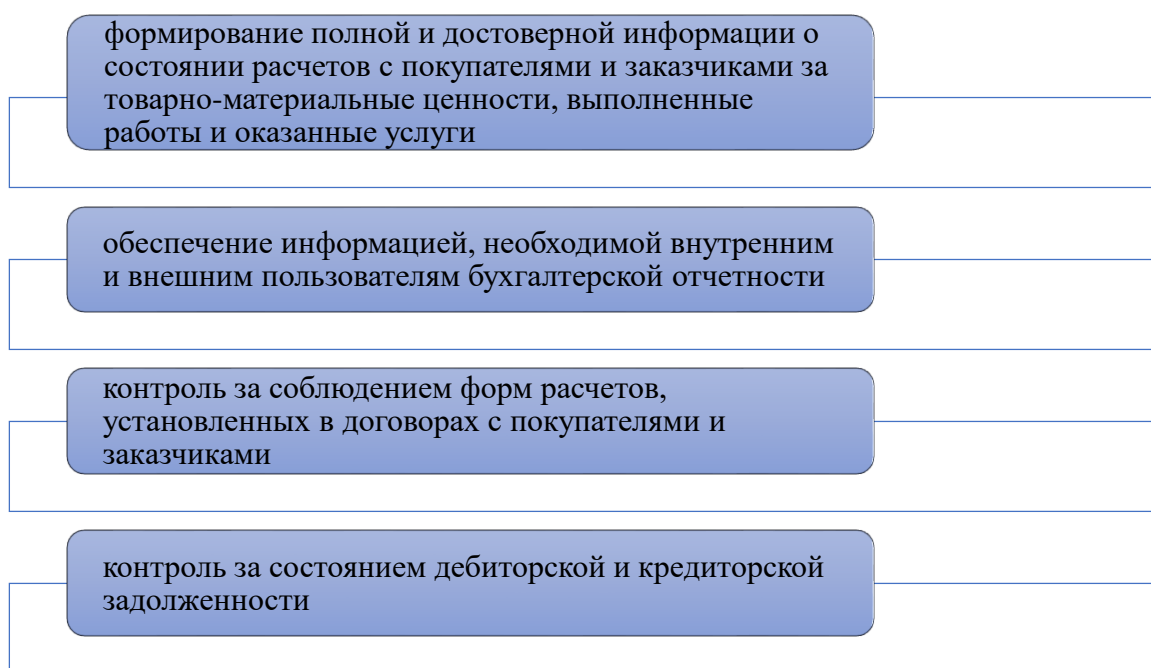 формирование полной и достоверной информации о
состоянии расчетов с покупателями и заказчиками за
товарно-материальные ценности, выполненные
работы и оказанные услуги
обеспечение информацией, необходимой внутренним
и внешним пользователям бухгалтерской отчетности
контроль за соблюдением форм расчетов,
установленных в договорах с покупателями и
заказчиками
контроль за состоянием дебиторской и кредиторской
задолженности